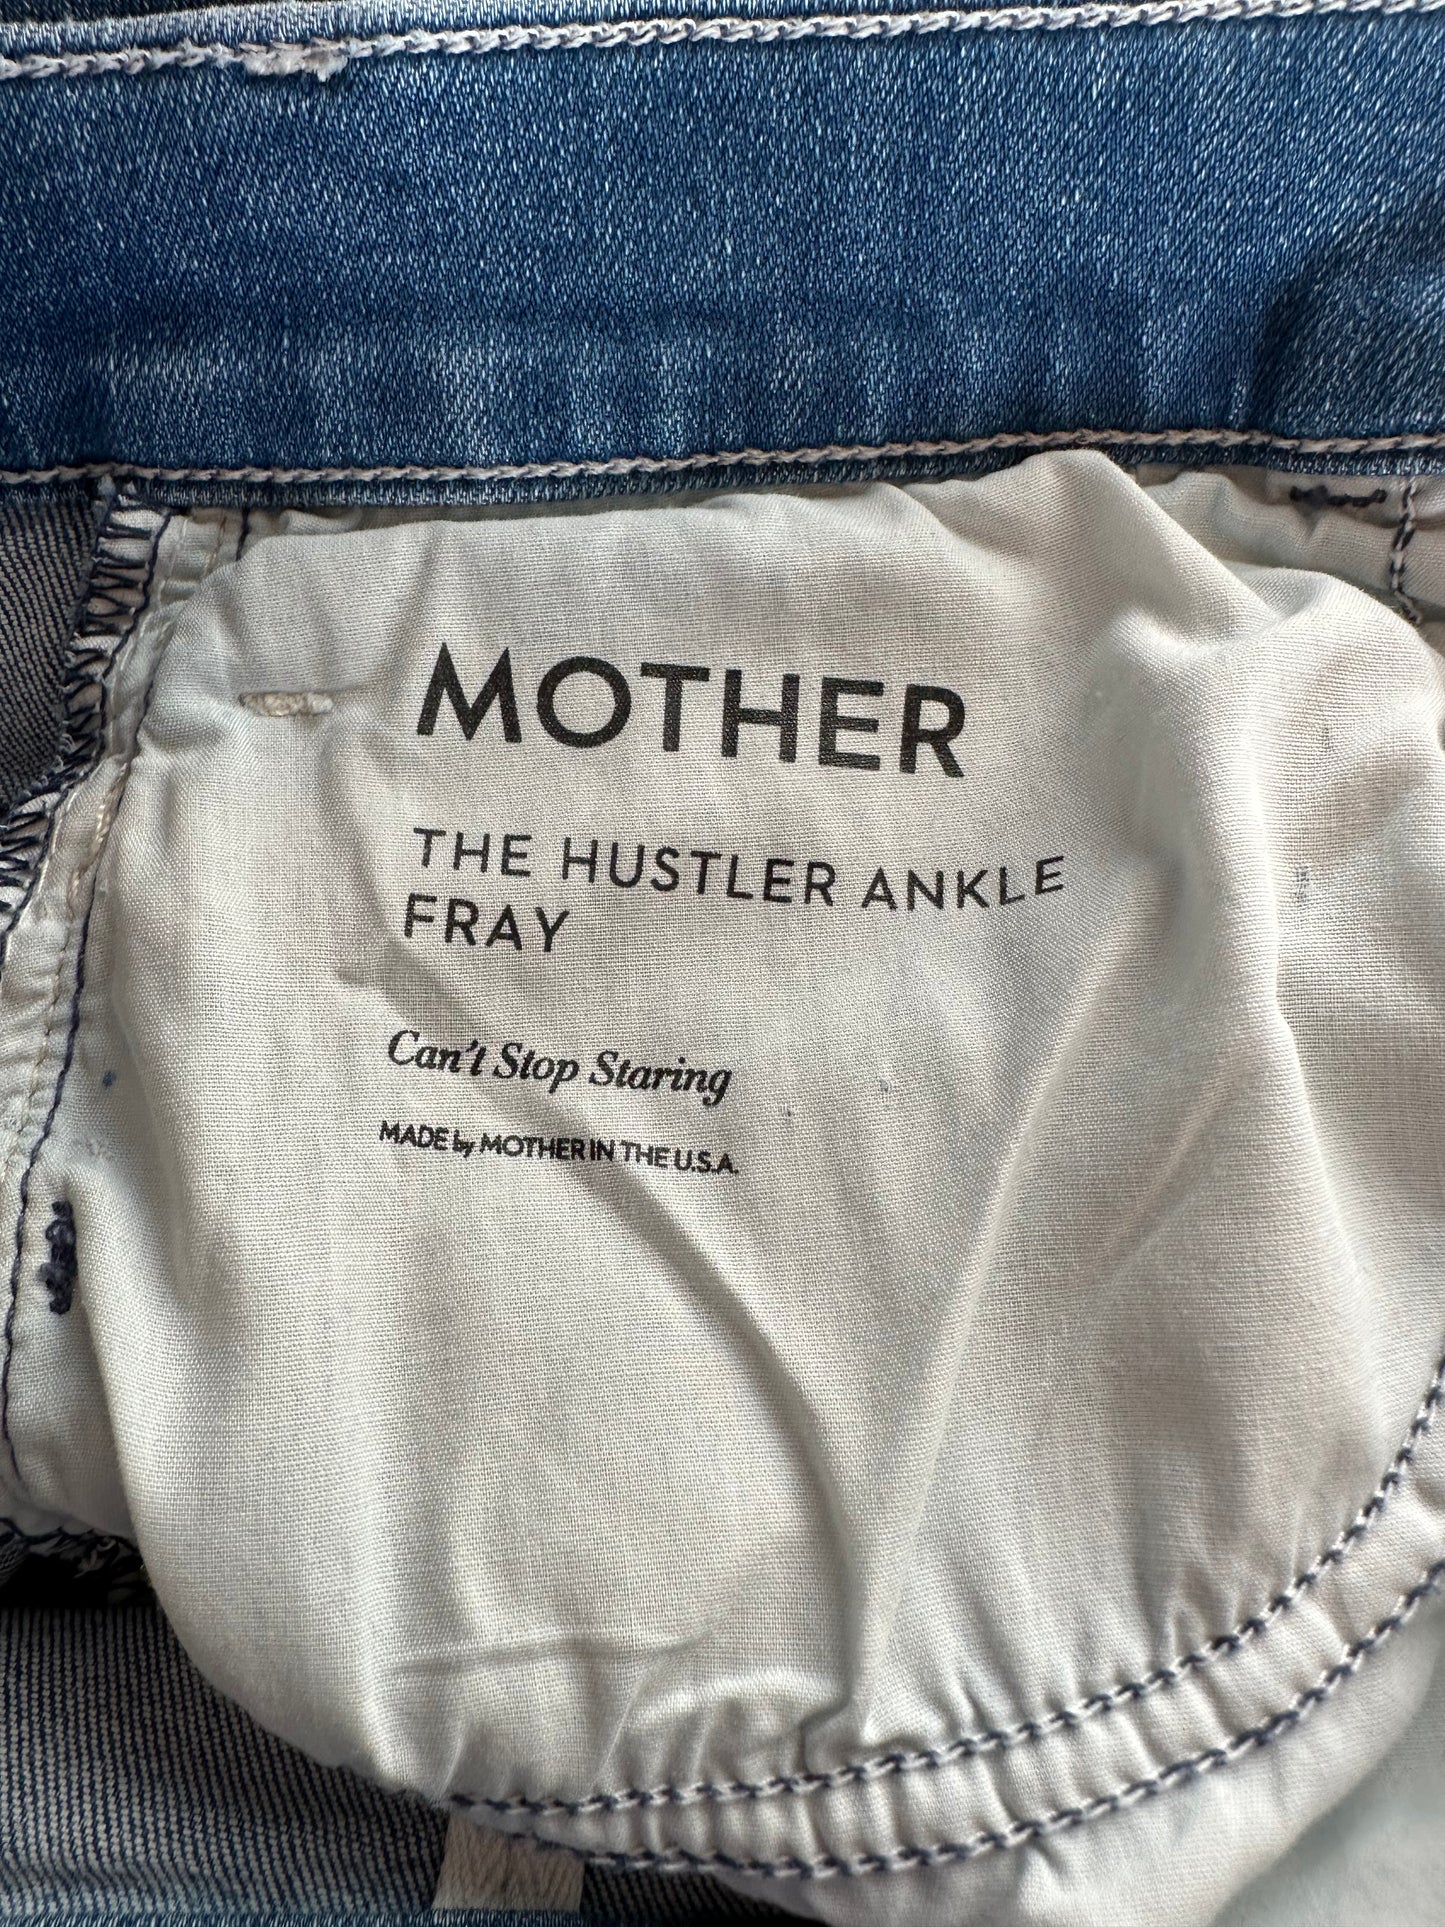 MOTHER
THE HUSTLER ANKLE
FRAY
Can't Stop Staring
MADE by MOTHER IN THE U.S.A.